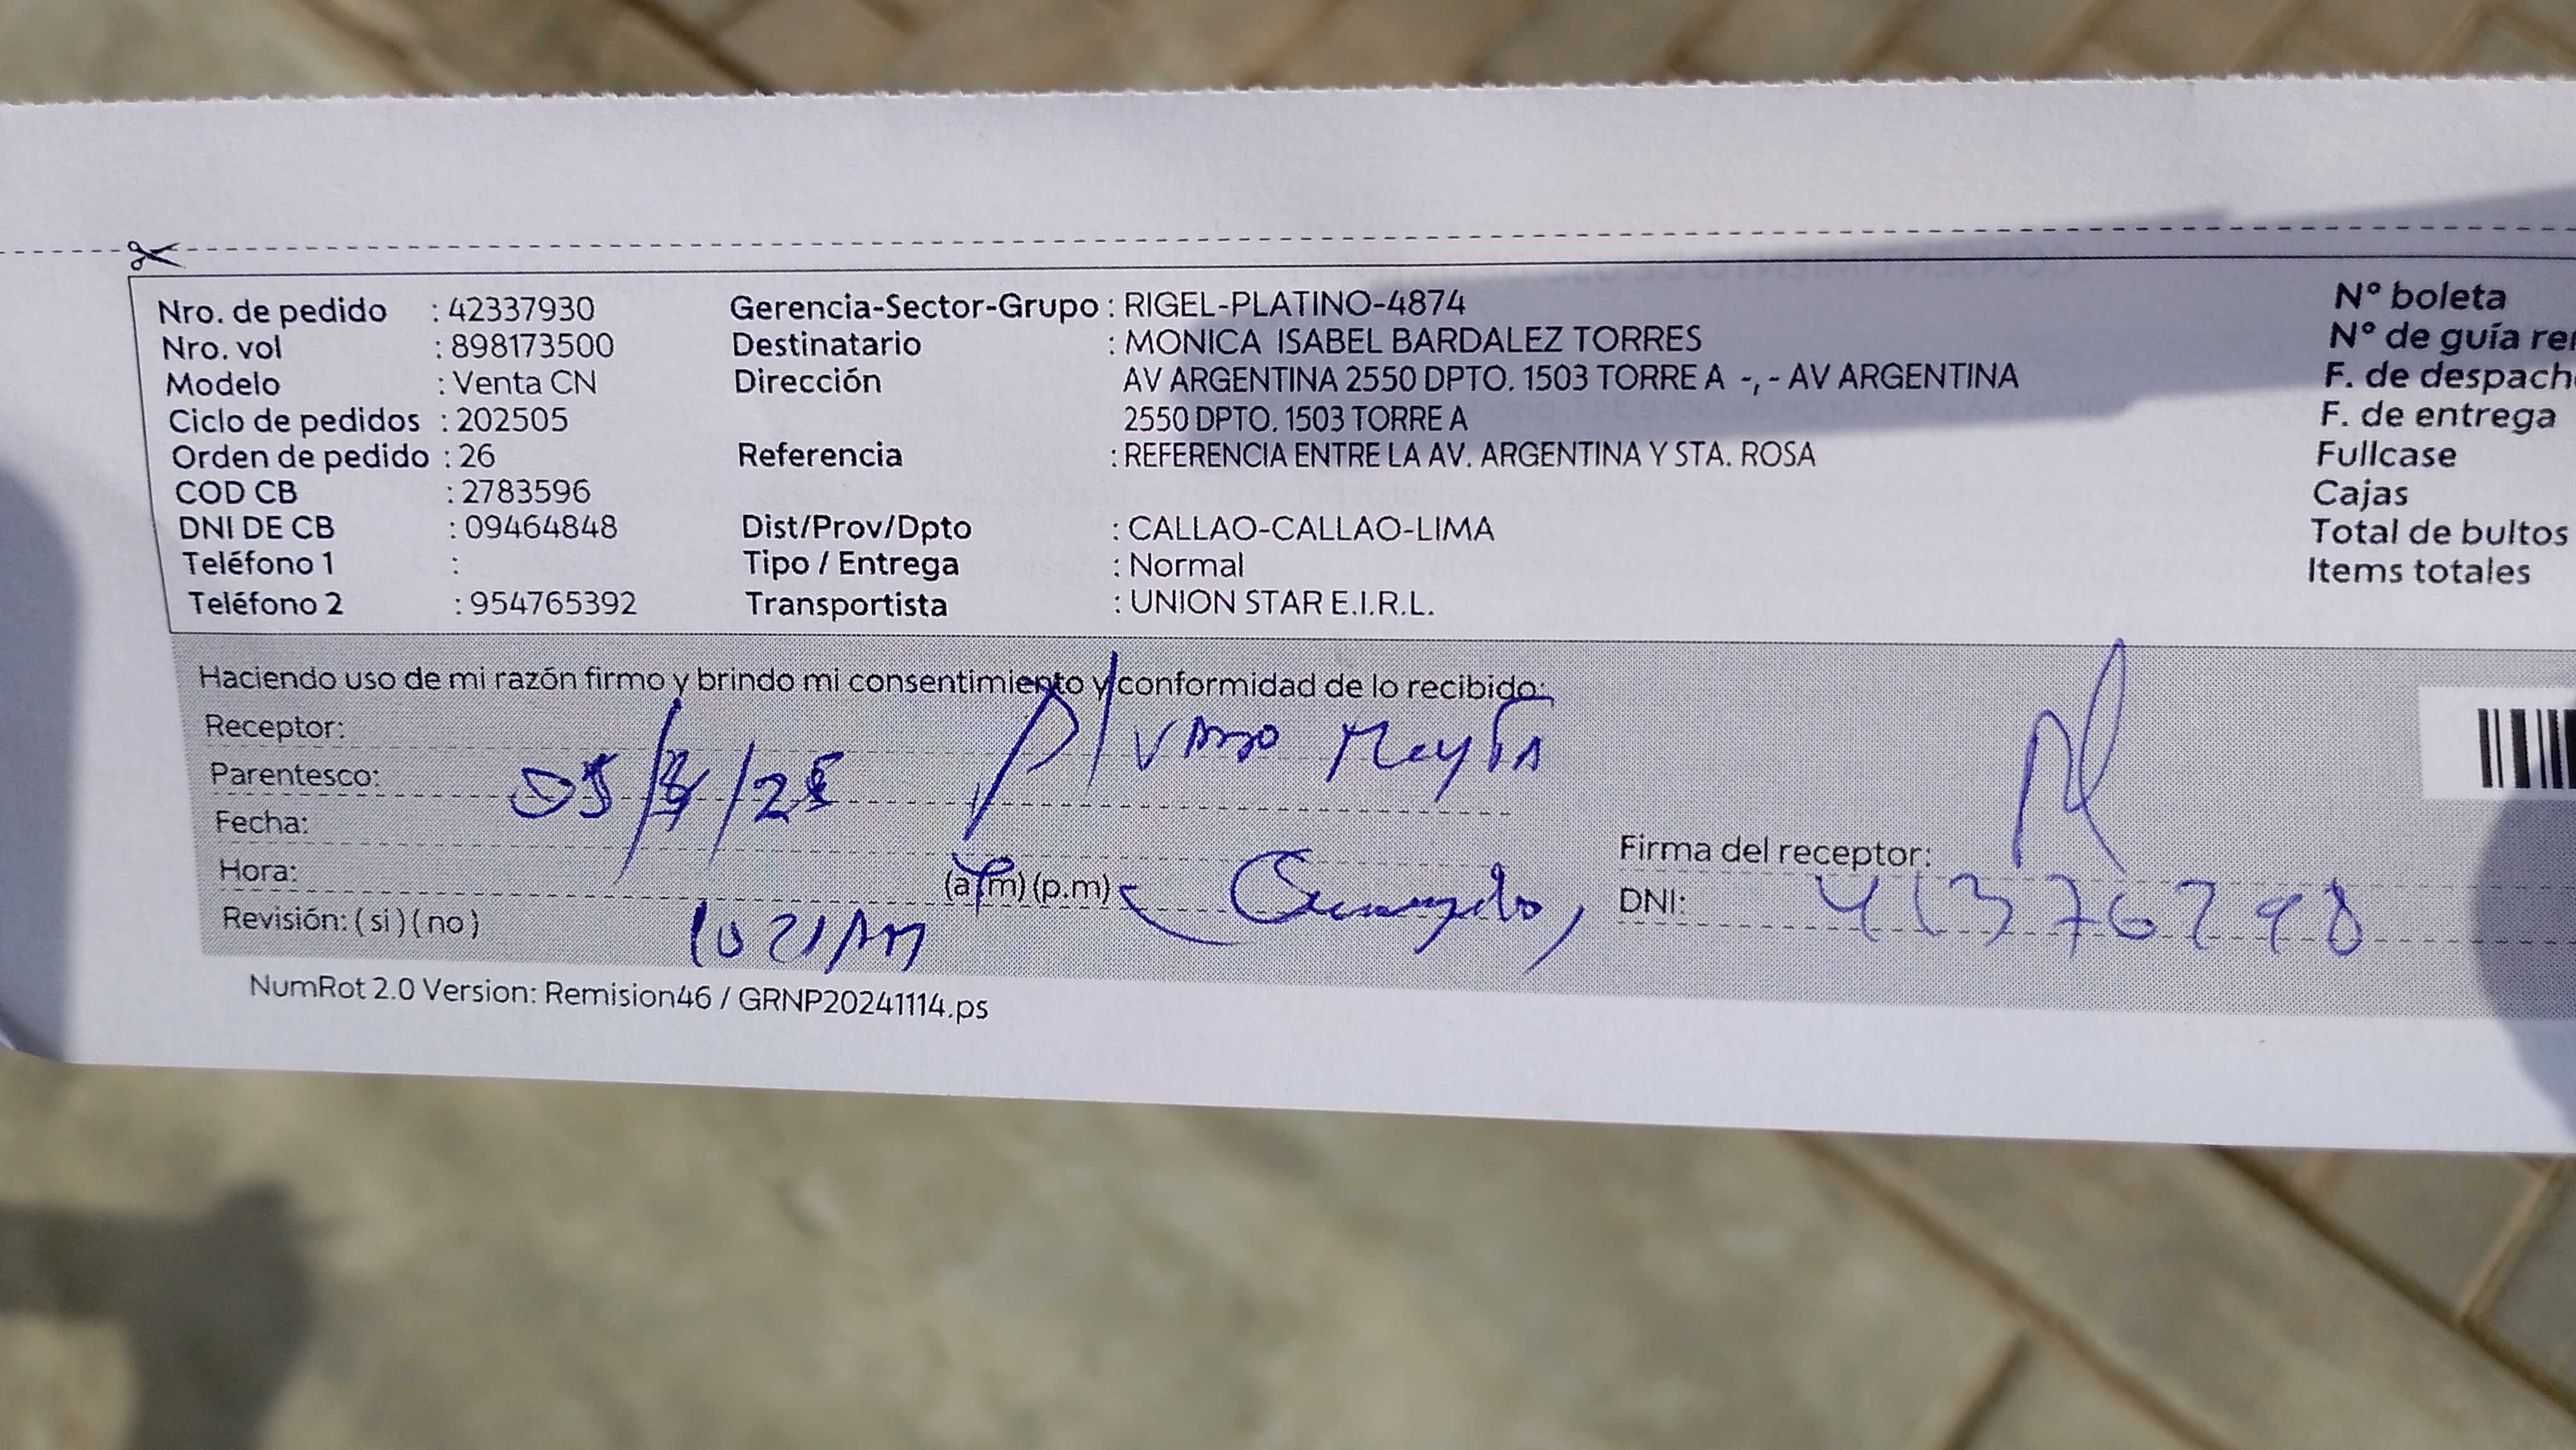 Nro. de pedido : 42337930
Nro. vol : 898173500
Modelo : Venta CN
Ciclo de pedidos : 202505
Orden de pedido : 26
COD CB : 2783596
DNI DE CB : 09464848
Teléfono 1 :
Teléfono 2 : 954765392
Gerencia-Sector-Grupo : RIGEL-PLATINO-4874
Destinatario : MONICA ISABEL BARDALEZ TORRES
Dirección AV ARGENTINA 2550 DPTO. 1503 TORRE A -,- AV ARGENTINA
2550 DPTO. 1503 TORRE A
Referencia : REFERENCIA ENTRE LA AV. ARGENTINA Y STA. ROSA
Dist/Prov/Dpto : CALLAO-CALLAO-LIMA
Tipo / Entrega : Normal
Transportista : UNION STAR E.I.R.L.
Nº boleta
Nº de guía
F. de
F. de entrega
Fullcase
Cajas
Total de bultos
Items totales
Haciendo uso de mi razón firmo y brindo mi consentimiento y conformidad de lo recibido:
Receptor:
Parentesco:
Fecha:
Hora: (a.m) (p.m)
Revisión: ( si ) ( no )
Firma del receptor:
DNI:
NumRot 2.0 Version: Remision46 / GRNP20241114.ps